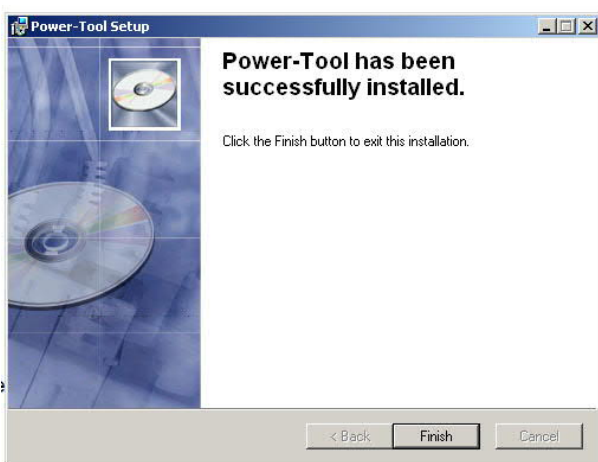 Power-Tool Setup
Power-Tool has been
successfully installed.
Click the Finish button to exit this installation.
e
< Back Finish Cancel